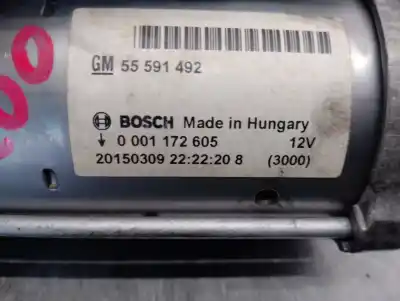 GM 55 591 492
BOSCH Made in Hungary
0 001 172 605 12V
20150309 22:22:20 8 (3000)